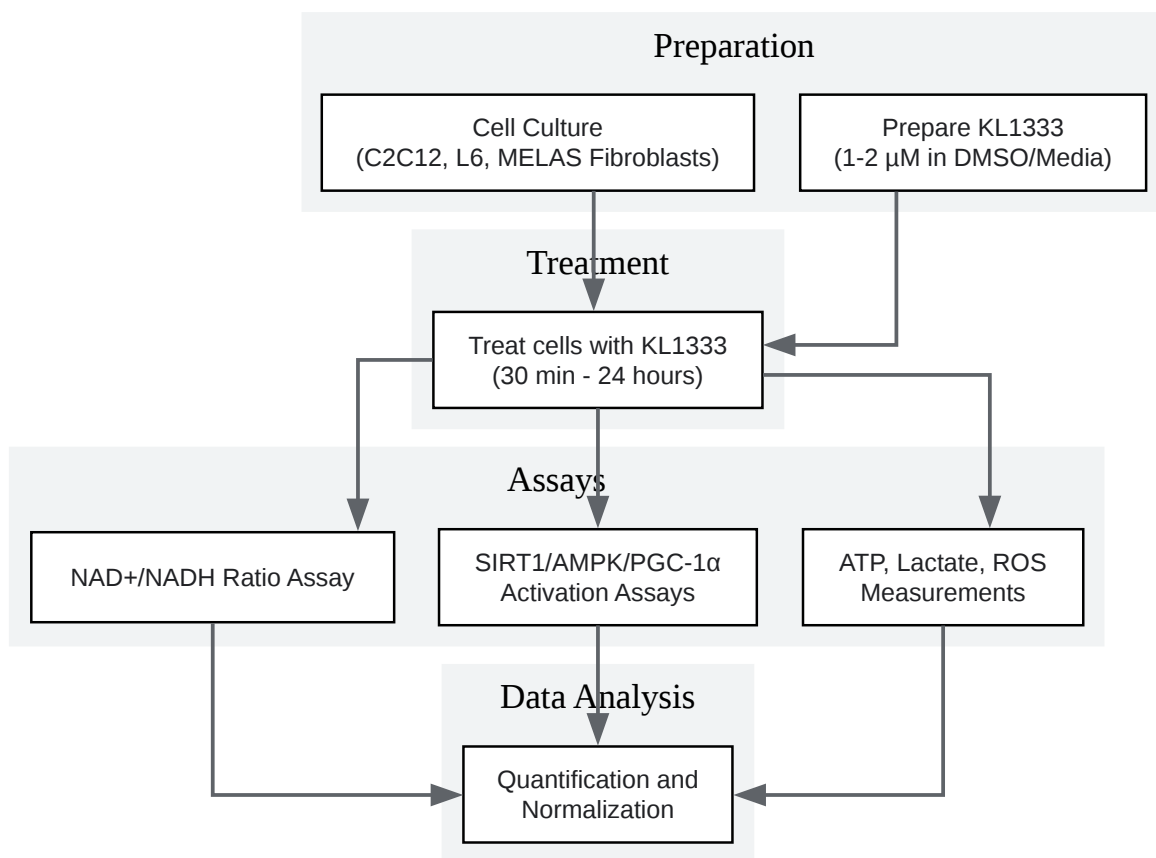 Preparation
Cell Culture
(C2C12, L6, MELAS Fibroblasts)
Prepare KL1333
(1-2 µM in DMSO/Media)
Treatment
Treat cells with KL1333
(30 min - 24 hours)
Assays
NAD+/NADH Ratio Assay
SIRT1/AMPK/PGC-1α
Activation Assays
ATP, Lactate, ROS
Measurements
Data Analysis
Quantification and
Normalization